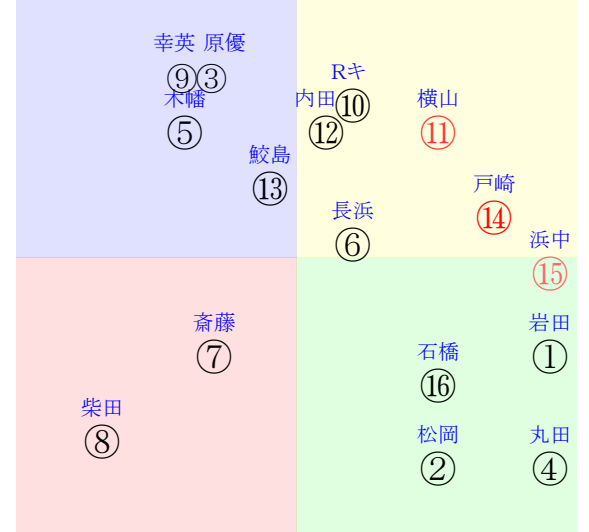 幸英 原優
⑨③
Rキ
木幡
内田⑩
横山
⑤
⑫
⑪
鮫島
⑬
戸崎
⑭
長浜
⑥
浜中
⑮
斎藤
⑦
岩田
①
石橋
⑯
柴田
⑧
松岡
②
丸田
④